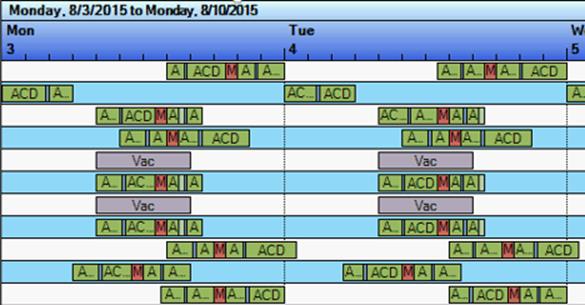 Monday, 8/3/2015 to Monday, 8/10/2015
Mon Tue
3 4 5
A ACD M A A... A... A... M A... ACD
ACD A... AC... ACD A...
A... ACD M A A AC... A... M A A
A... A M A... ACD A... A M A... ACD
Vac Vac
A... AC... M A A A... ACD M A A
Vac Vac
A... AC... M A A A... ACD M A A
A... A M A ACD A... A... M A ACD
A... AC... M A A... A... ACD M A A...
A... A... M A... ACD A... A... M A... ACD